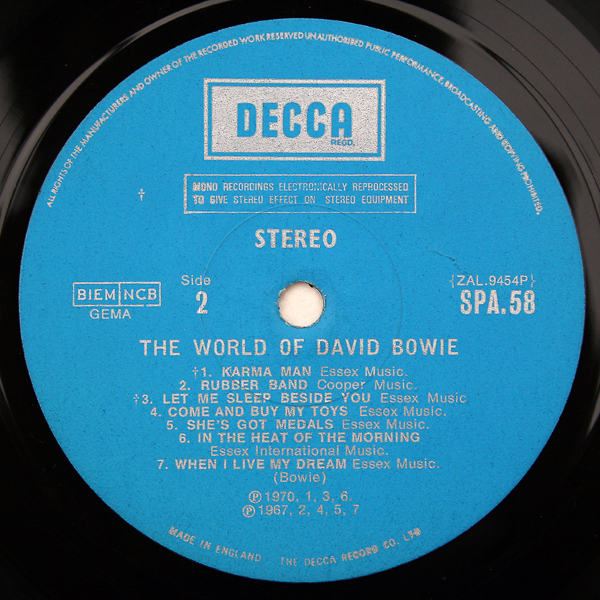 ALL RIGHTS OF THE MANUFACTURERS AND OWNER OF THE RECORDED WORK RESERVED UNAUTHORISED PUBLIC PERFORMANCE, BROADCASTING AND COPYING PROHIBITED.
DECCA
REGD.
†
MONO RECORDINGS ELECTRONICALLY REPROCESSED
TO GIVE STEREO EFFECT ON STEREO EQUIPMENT
STEREO
BIEM NCB
GEMA
Side
2
{ZAL.9454P}
SPA.58
THE WORLD OF DAVID BOWIE
†1. KARMA MAN Essex Music.
2. RUBBER BAND Cooper Music.
†3. LET ME SLEEP BESIDE YOU Essex Music
4. COME AND BUY MY TOYS Essex Music.
5. SHE'S GOT MEDALS Essex Music.
6. IN THE HEAT OF THE MORNING
Essex International Music.
7. WHEN I LIVE MY DREAM Essex Music.
(Bowie)
℗ 1970, 1, 3, 6.
℗ 1967, 2, 4, 5, 7
MADE IN ENGLAND THE DECCA RECORD CO. LTD